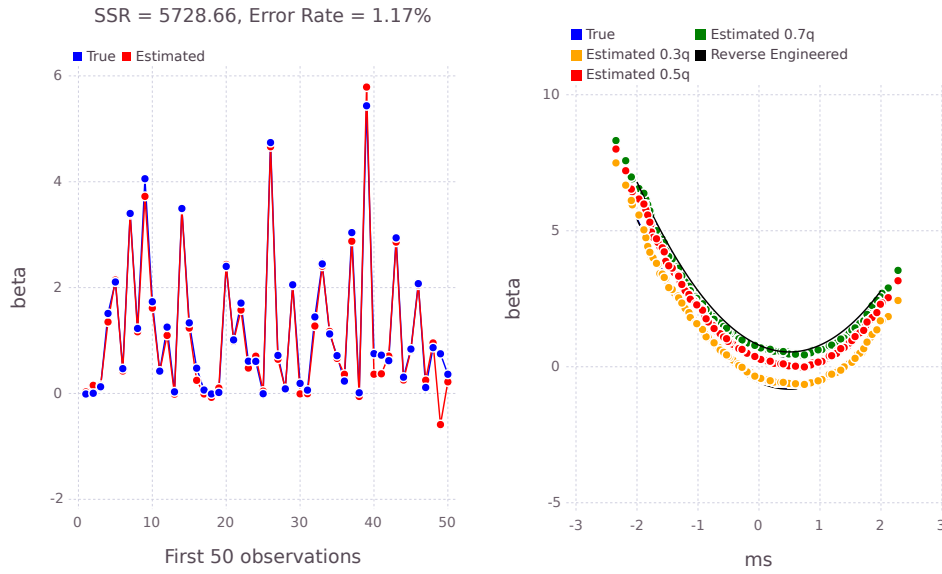 SSR = 5728.66, Error Rate = 1.17%
True Estimated
6
4
2
0
-2
beta
0 10 20 30 40 50
First 50 observations
True Estimated 0.7q
Estimated 0.3q Reverse Engineered
Estimated 0.5q
10
5
0
-5
beta
-3 -2 -1 0 1 2 3
ms